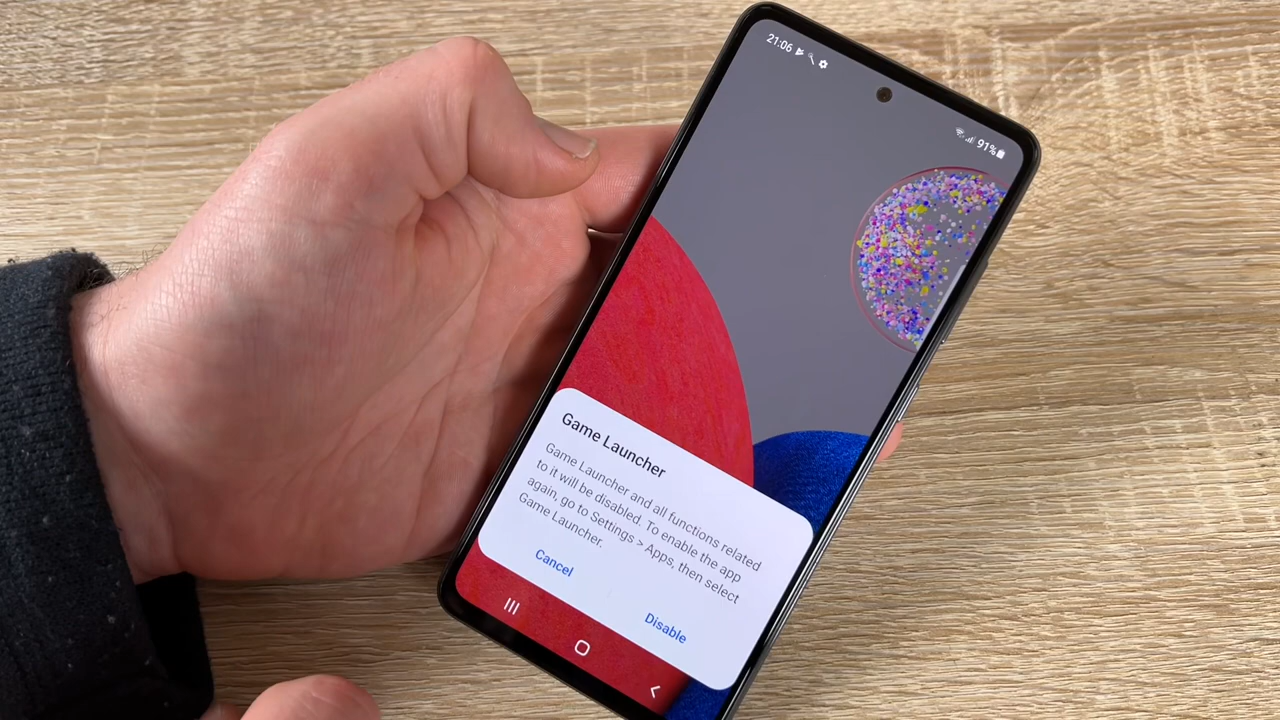 21:06
91%
Game Launcher
Game Launcher and all functions related
to it will be disabled. To enable the app
again, go to Settings > Apps, then select
Game Launcher.
Cancel
Disable